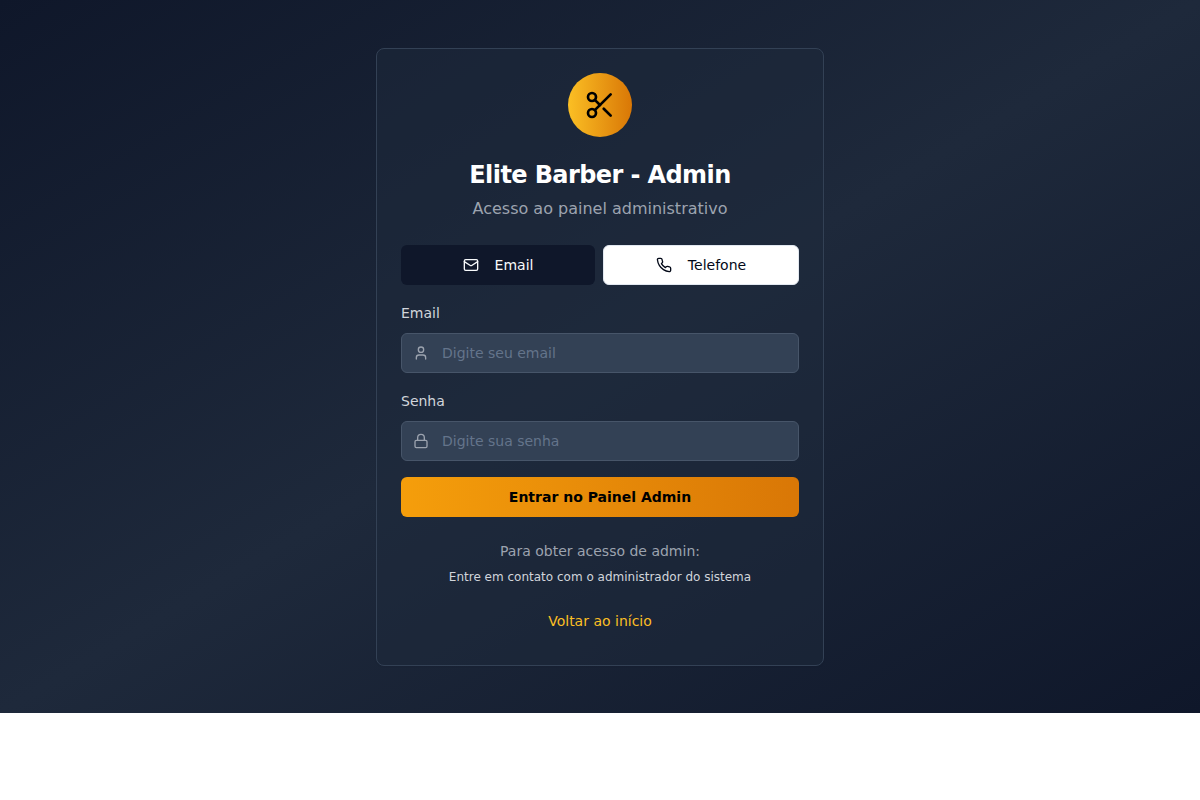 Elite Barber - Admin
Acesso ao painel administrativo
Email
Telefone
Email
Digite seu email
Senha
Digite sua senha
Entrar no Painel Admin
Para obter acesso de admin:
Entre em contato com o administrador do sistema
Voltar ao início